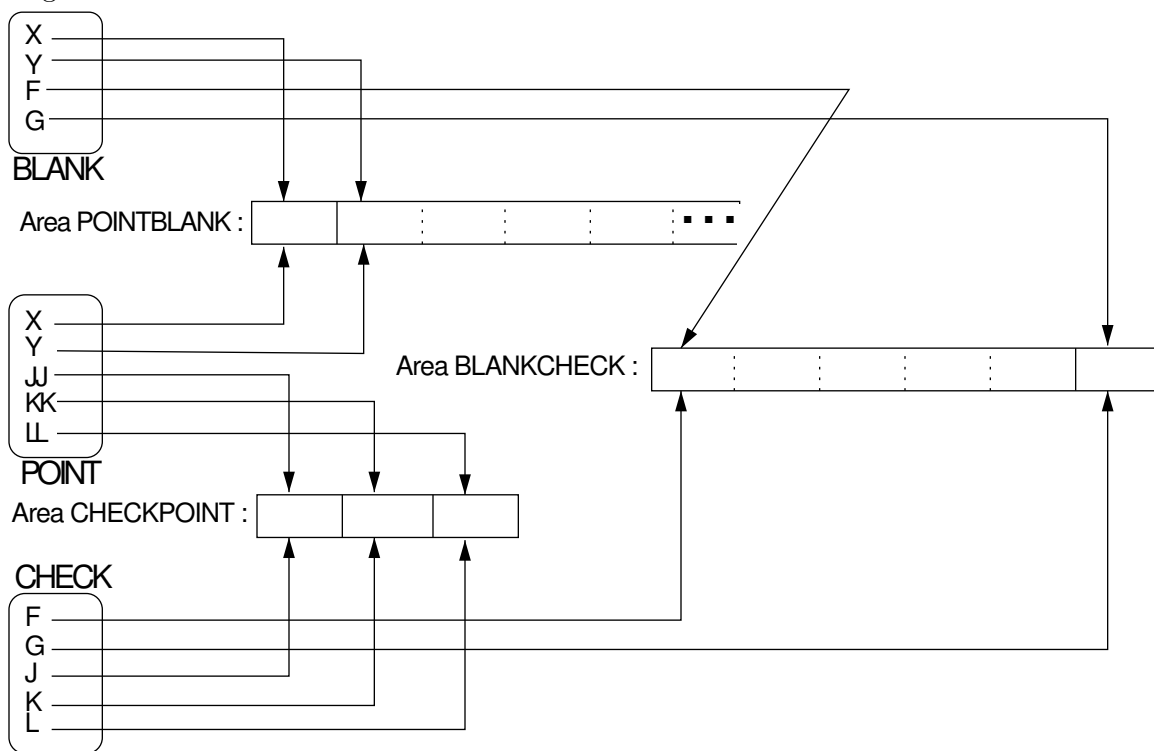 X
Y
F
G
BLANK
Area POINTBLANK :
X
Y
JJ
KK
LL
POINT
Area BLANKCHECK :
Area CHECKPOINT :
CHECK
F
G
J
K
L